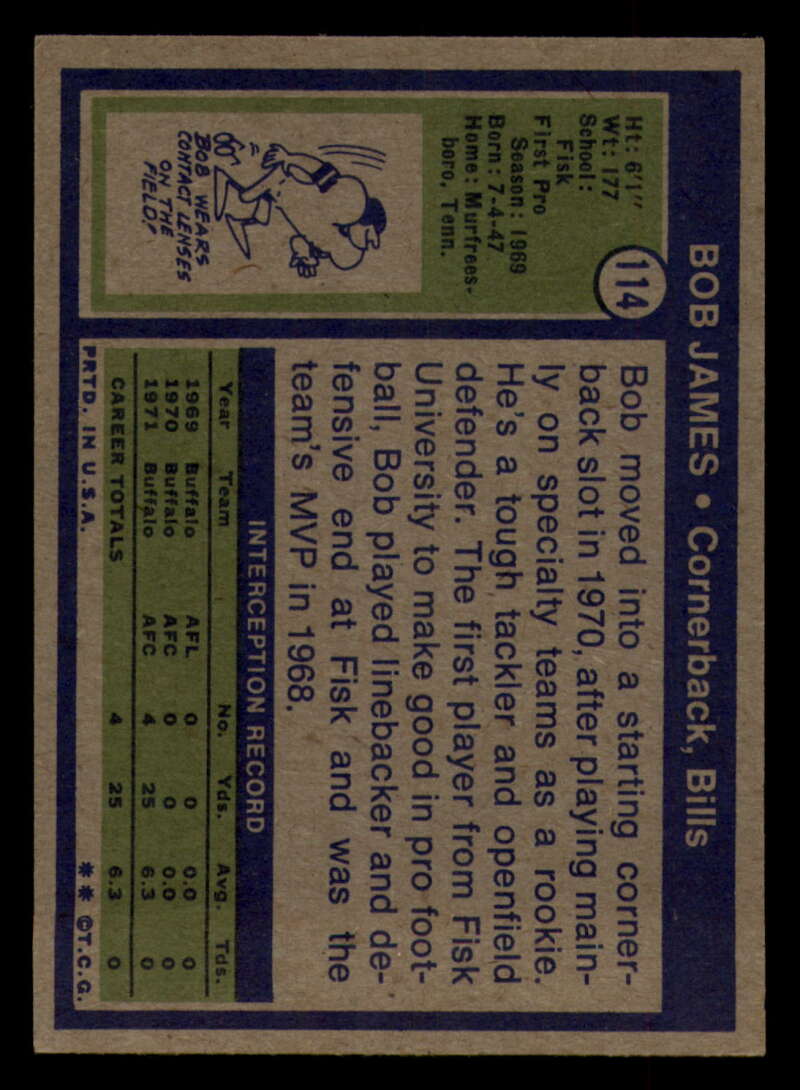 BOB JAMES • Cornerback, Bills
114
Ht: 6'1"
Wt: 177
School:
Fisk
First Pro
Season: 1969
Born: 7-4-47
Home: Murfrees-
boro, Tenn.
BOB WEARS
CONTACT LENSES
ON THE
FIELD!
Bob moved into a starting corner-
back slot in 1970, after playing main-
ly on specialty teams as a rookie.
He's a tough tackler and openfield
defender. The first player from Fisk
University to make good in pro foot-
ball, Bob played linebacker and de-
fensive end at Fisk and was the
team's MVP in 1968.
INTERCEPTION RECORD
Year Team No. Yds. Avg. Tds.
1969 Buffalo AFL 0 0 0.0 0
1970 Buffalo AFC 0 0 0.0 0
1971 Buffalo AFC 4 25 6.3 0
CAREER TOTALS 4 25 6.3 0
PRTD. IN U.S.A. ** ©T.C.G.